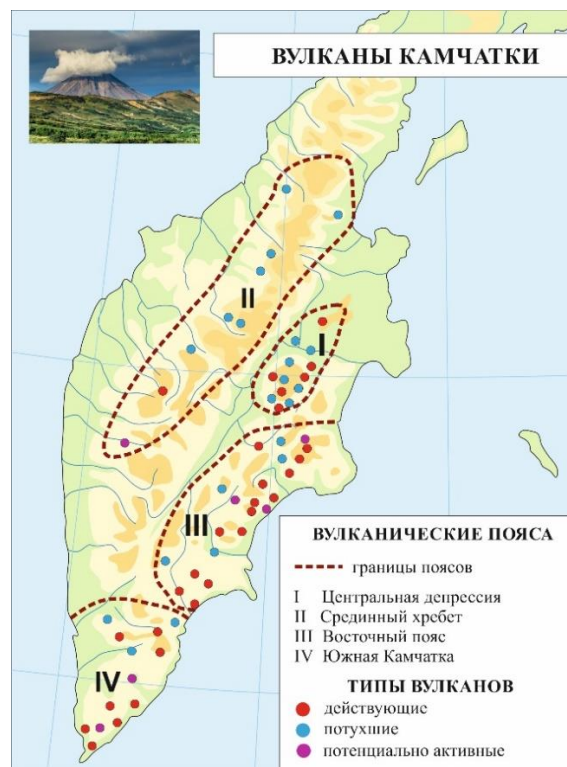 ВУЛКАНЫ КАМЧАТКИ
II
I
III
IV
ВУЛКАНИЧЕСКИЕ ПОЯСА
границы поясов
I Центральная депрессия
II Срединный хребет
III Восточный пояс
IV Южная Камчатка
ТИПЫ ВУЛКАНОВ
действующие
потухшие
потенциально активные